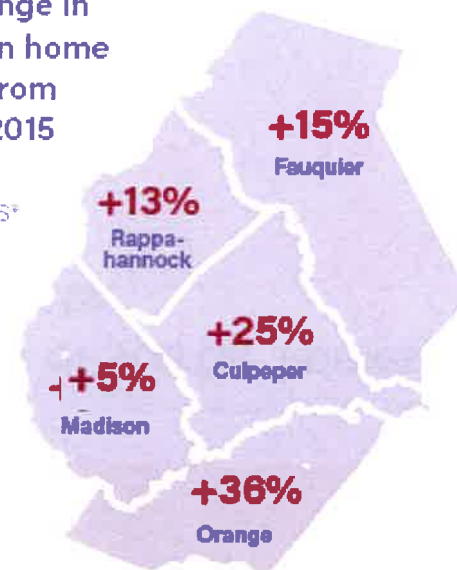 nge in
n home
rom
2015
S*
+15%
Fauquier
+13%
Rappa-
hannock
+25%
Culpeper
+5%
Madison
+36%
Orange